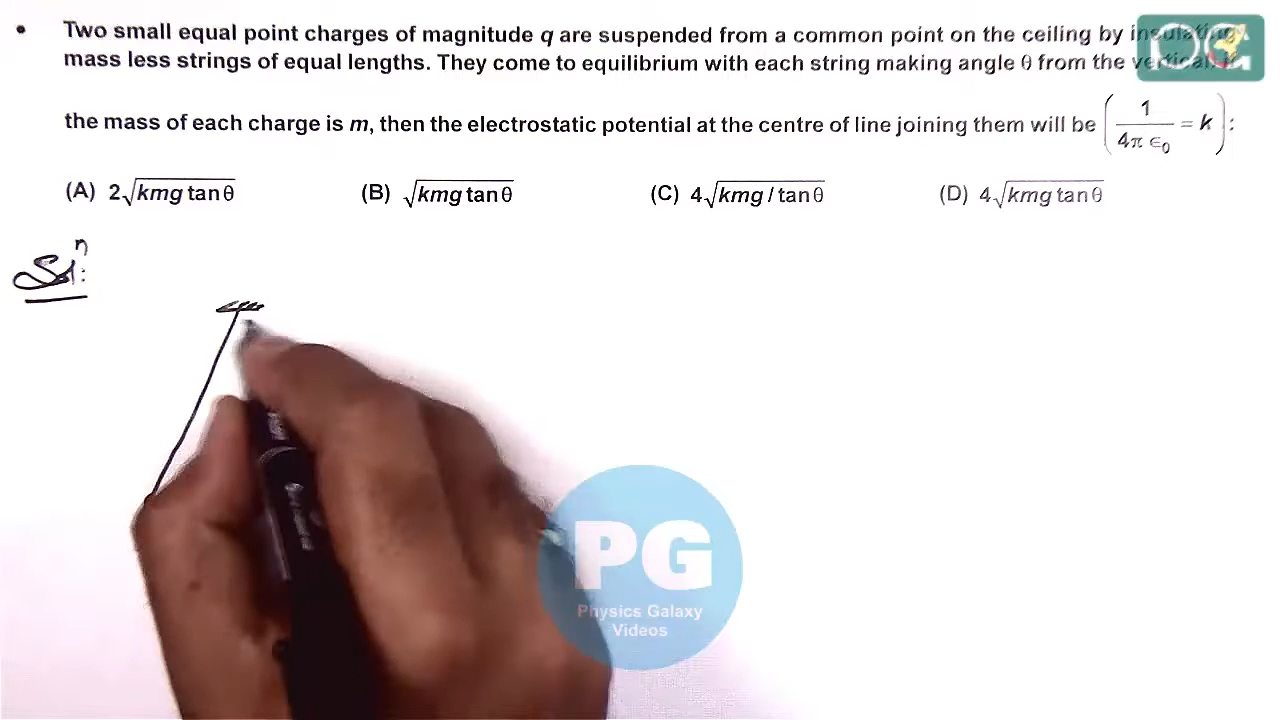 • Two small equal point charges of magnitude q are suspended from a common point on the ceiling by insulating
mass less strings of equal lengths. They come to equilibrium with each string making angle θ from the vertical. If
the mass of each charge is m, then the electrostatic potential at the centre of line joining them will be (1/4π∈₀ = k):
(A) 2√(kmg tanθ) (B) √(kmg tanθ) (C) 4√(kmg / tanθ) (D) 4√(kmg tanθ)
Solⁿ:
PG
Physics Galaxy
Videos